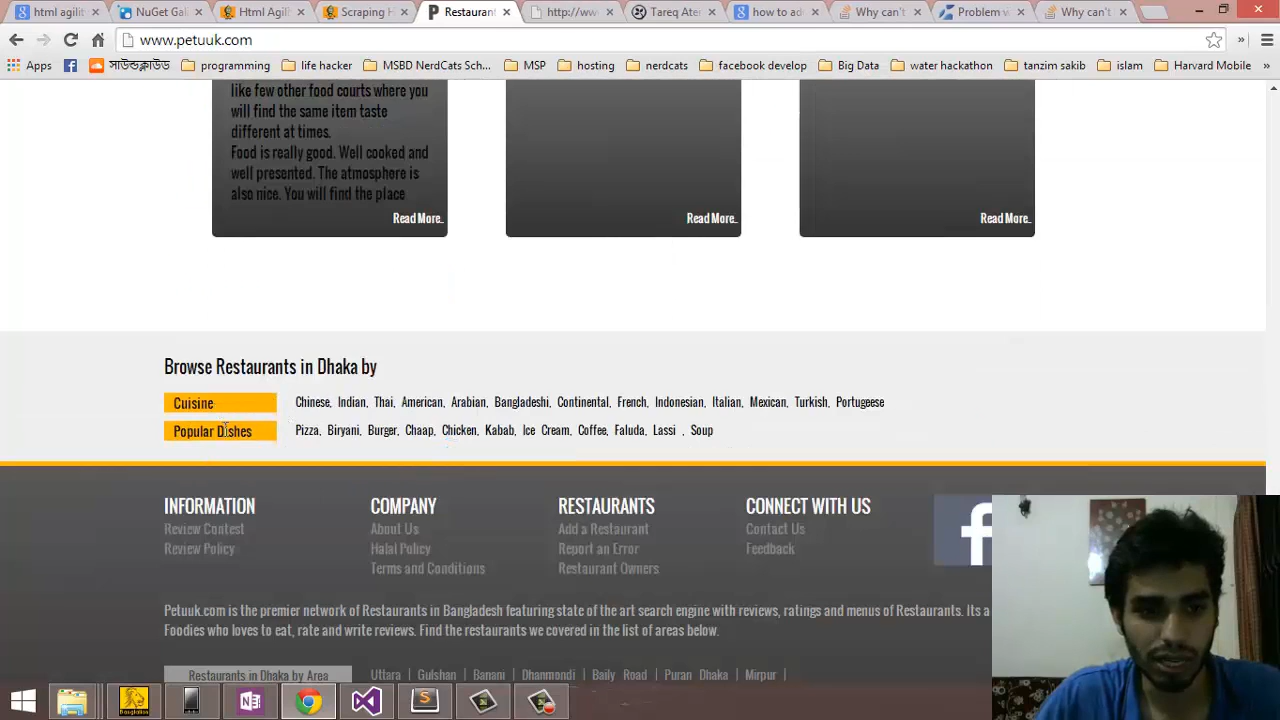 html agilit
NuGet Gal
Html Agilit
Scraping H
Restauran
http://ww
Tareq Ate
how to ad
Why can't
Problem v
Why can't
www.petuuk.com
Apps
সাউন্ডক্লাউড
programming
life hacker
MSBD NerdCats Sch...
MSP
hosting
nerdcats
facebook develop
Big Data
water hackathon
tanzim sakib
islam
Harvard Mobile
like few other food courts where you
will find the same item taste
different at times.
Food is really good. Well cooked and
well presented. The atmosphere is
also nice. You will find the place
Read More..
Read More..
Read More..
Browse Restaurants in Dhaka by
Cuisine
Chinese, Indian, Thai, American, Arabian, Bangladeshi, Continental, French, Indonesian, Italian, Mexican, Turkish, Portugeese
Popular Dishes
Pizza, Biryani, Burger, Chaap, Chicken, Kabab, Ice Cream, Coffee, Faluda, Lassi , Soup
INFORMATION
Review Contest
Review Policy
COMPANY
About Us
Halal Policy
Terms and Conditions
RESTAURANTS
Add a Restaurant
Report an Error
Restaurant Owners
CONNECT WITH US
Contact Us
Feedback
Petuuk.com is the premier network of Restaurants in Bangladesh featuring state of the art search engine with reviews, ratings and menus of Restaurants. Its a
Foodies who loves to eat, rate and write reviews. Find the restaurants we covered in the list of areas below.
Restaurants in Dhaka by Area
Uttara | Gulshan | Banani | Dhanmondi | Baily Road | Puran Dhaka | Mirpur |